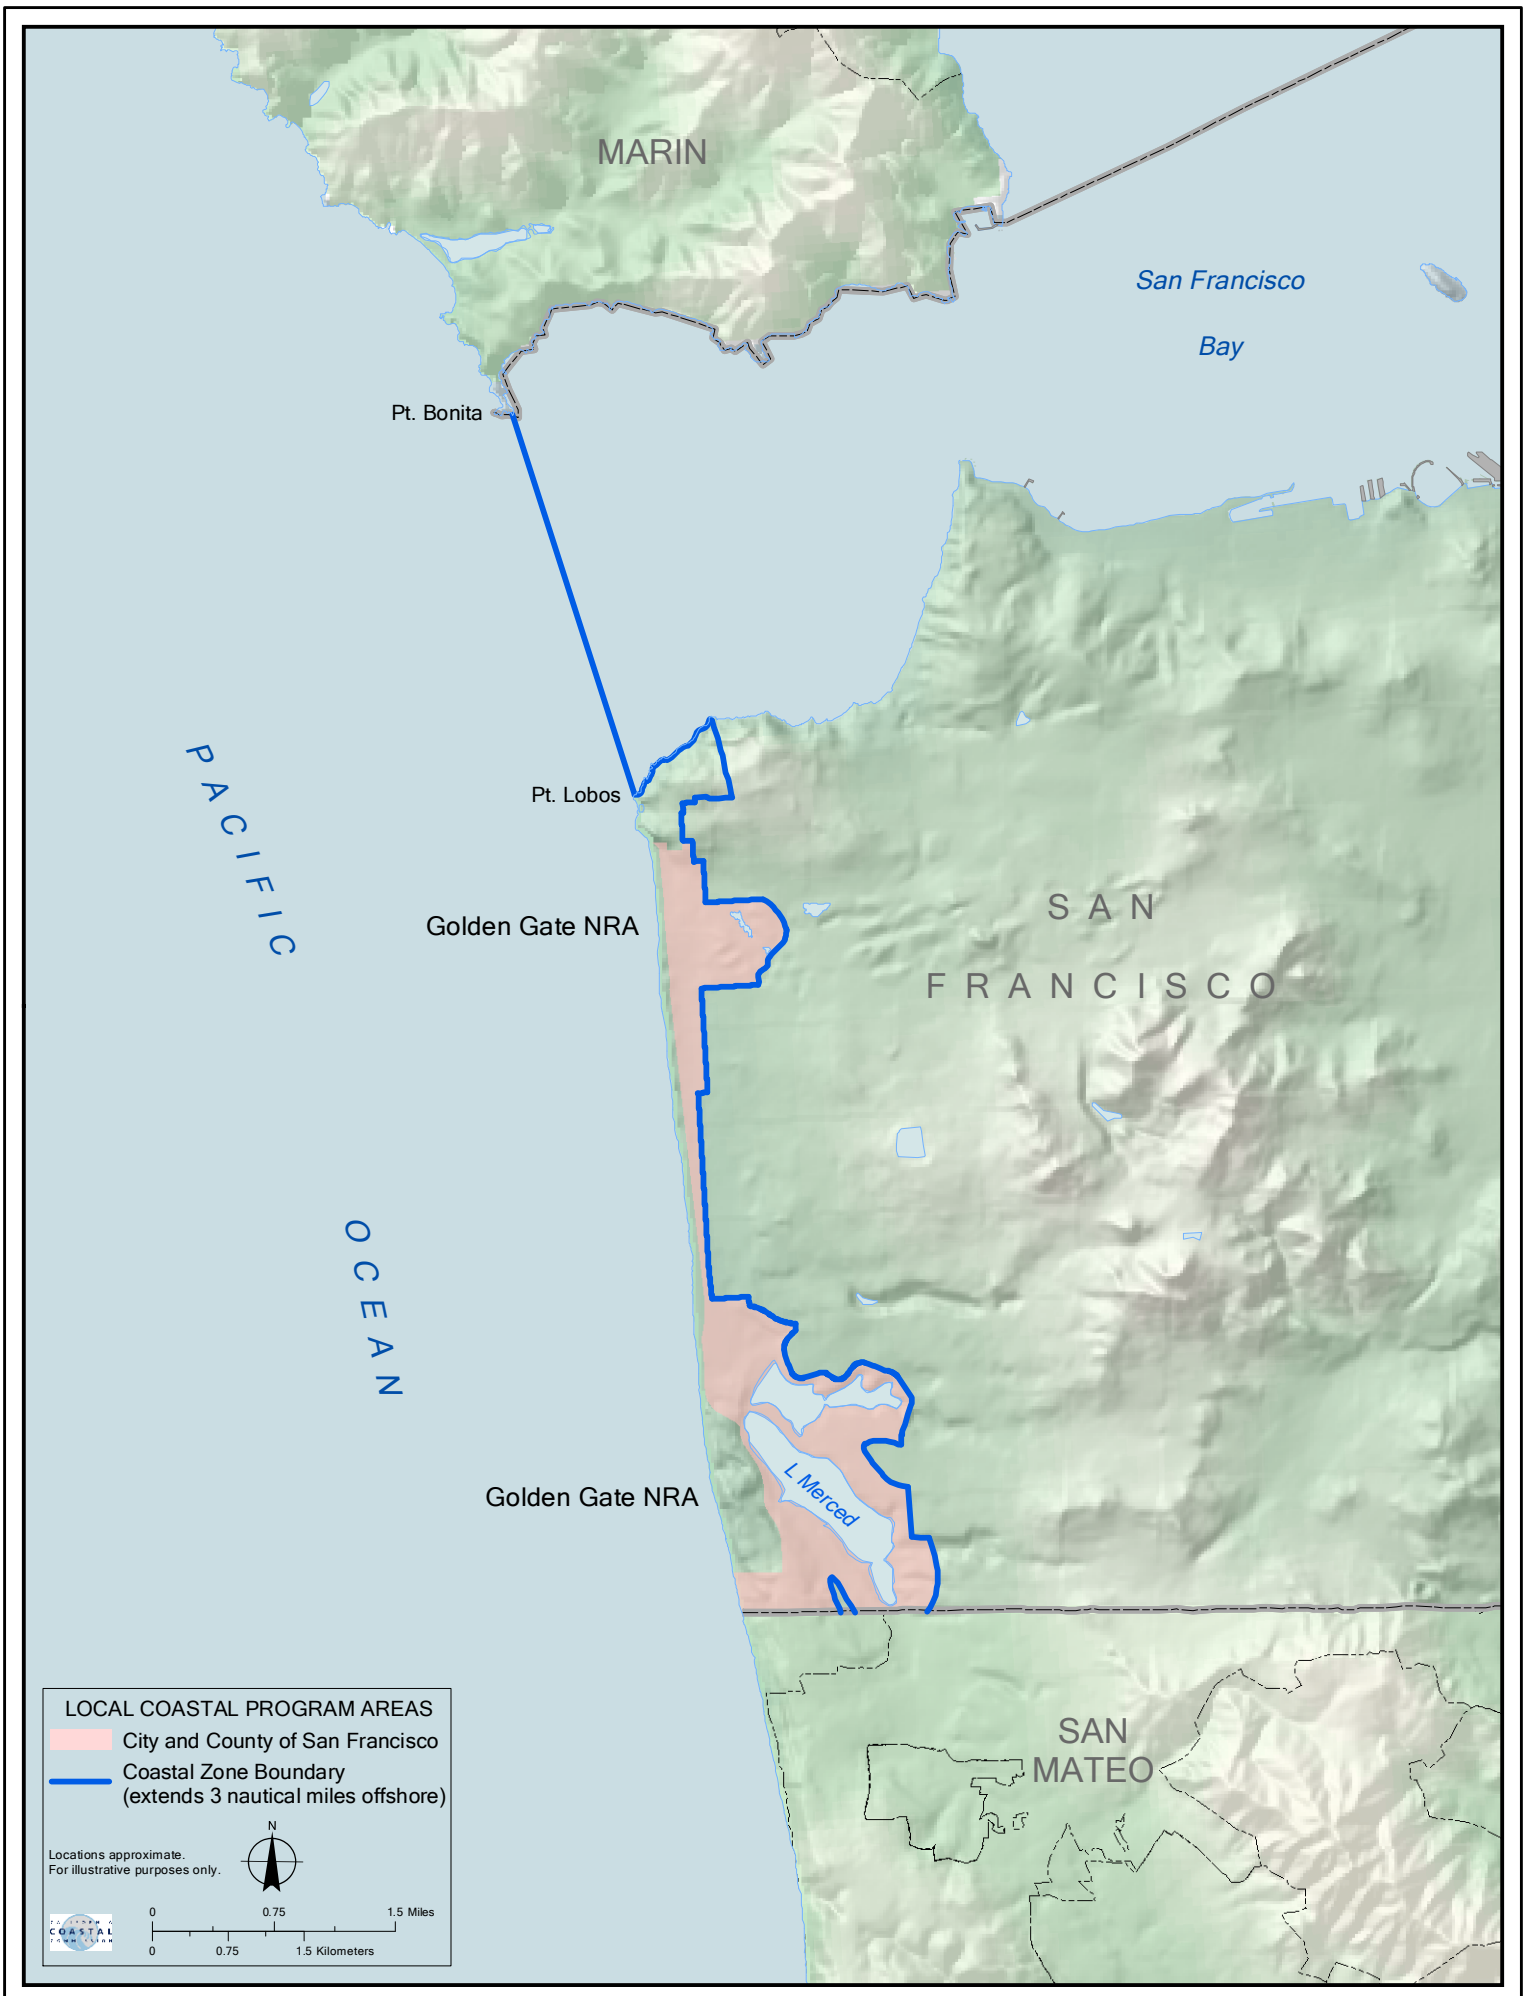 MARIN
San Francisco
Bay
Pt. Bonita
Pt. Lobos
PACIFIC
OCEAN
Golden Gate NRA
SAN
FRANCISCO
Golden Gate NRA
L Merced
SAN
MATEO
LOCAL COASTAL PROGRAM AREAS
City and County of San Francisco
Coastal Zone Boundary
(extends 3 nautical miles offshore)
N
Locations approximate.
For illustrative purposes only.
COASTAL
0 0.75 1.5 Miles
0 0.75 1.5 Kilometers